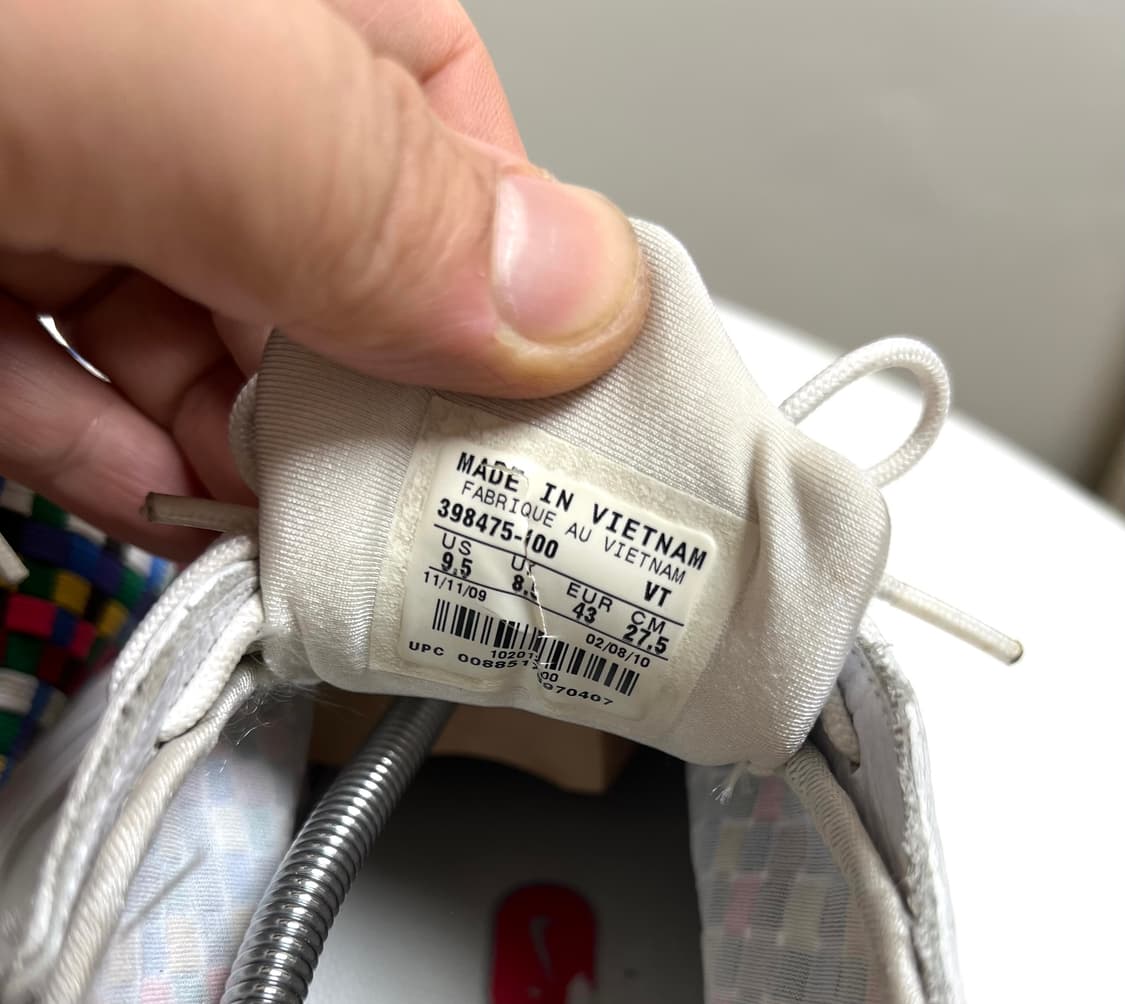 MADE IN VIETNAM
FABRIQUE AU VIETNAM
398475-400 VT
US EUR CM
9.5 43 27.5
11/11/09 02/08/10
UPC